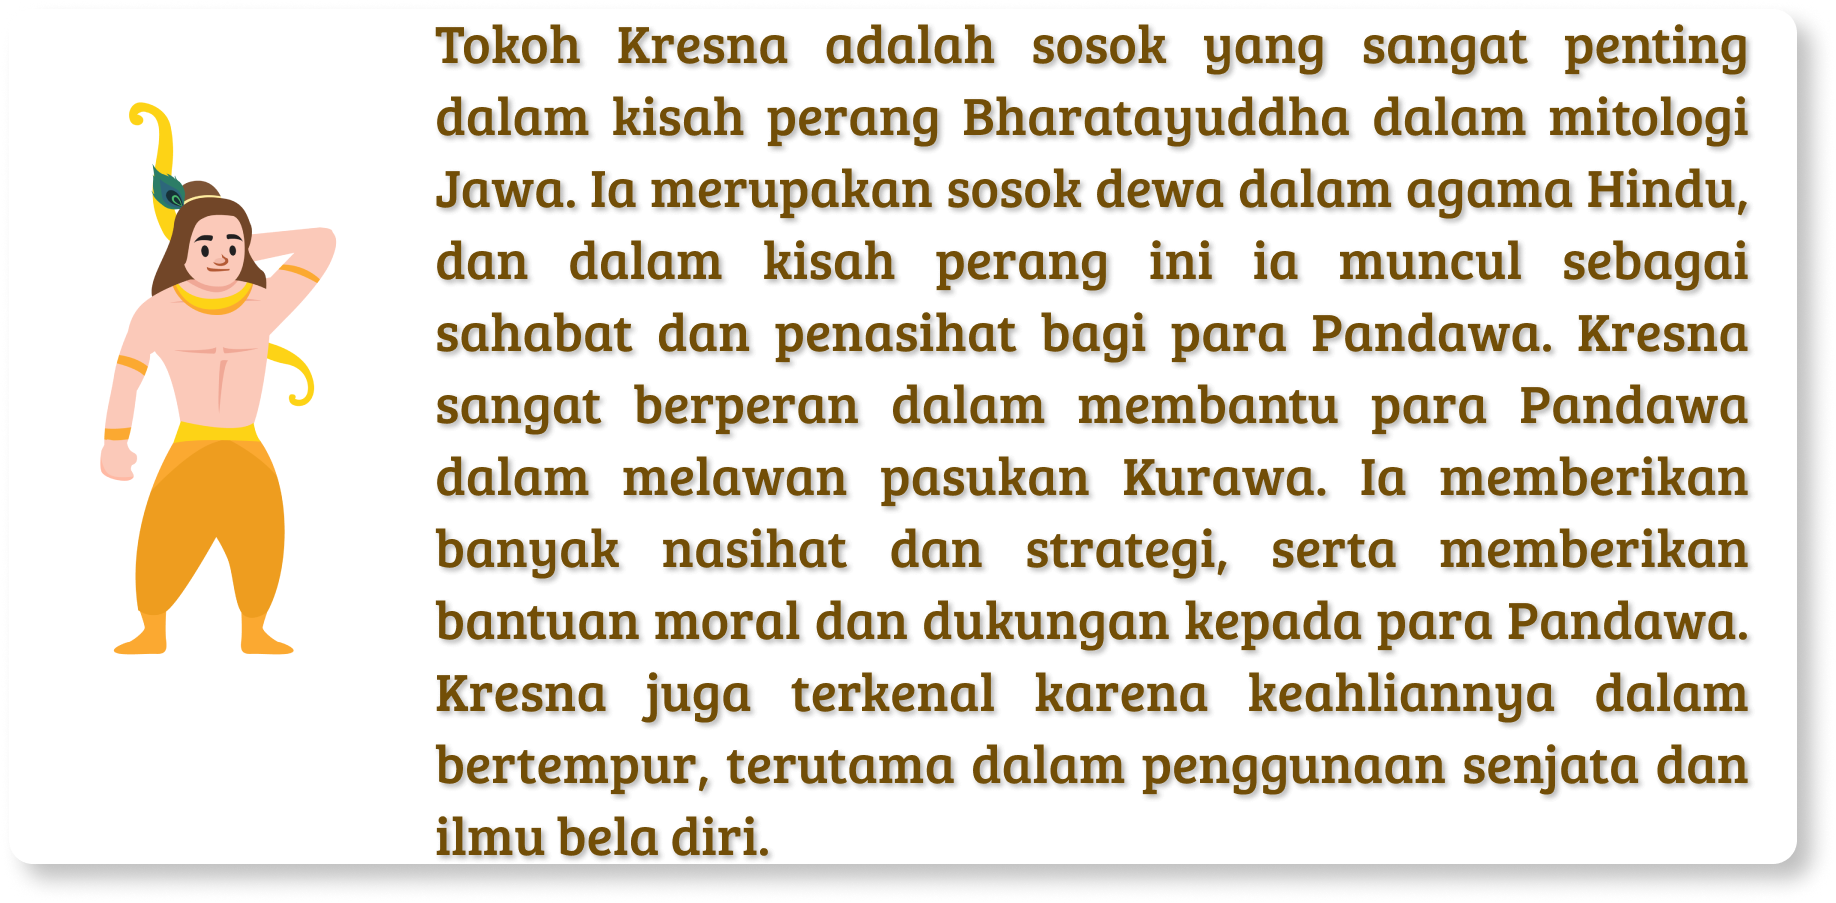 Tokoh Kresna adalah sosok yang sangat penting
dalam kisah perang Bharatayuddha dalam mitologi
Jawa. Ia merupakan sosok dewa dalam agama Hindu,
dan dalam kisah perang ini ia muncul sebagai
sahabat dan penasihat bagi para Pandawa. Kresna
sangat berperan dalam membantu para Pandawa
dalam melawan pasukan Kurawa. Ia memberikan
banyak nasihat dan strategi, serta memberikan
bantuan moral dan dukungan kepada para Pandawa.
Kresna juga terkenal karena keahliannya dalam
bertempur, terutama dalam penggunaan senjata dan
ilmu bela diri.